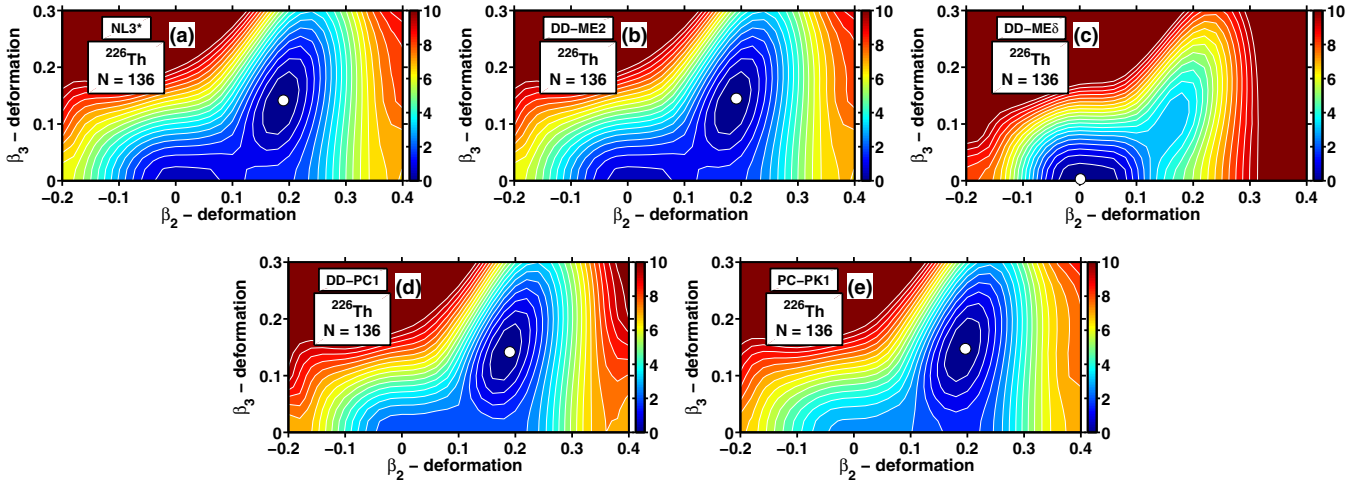 NL3*
(a)
²²⁶Th
N = 136
β₃ − deformation
0.3
0.2
0.1
0
−0.2 −0.1 0 0.1 0.2 0.3 0.4
β₂ − deformation
10
8
6
4
2
0
DD−ME2
(b)
²²⁶Th
N = 136
β₃ − deformation
0.3
0.2
0.1
0
−0.2 −0.1 0 0.1 0.2 0.3 0.4
β₂ − deformation
10
8
6
4
2
0
DD−MEδ
(c)
²²⁶Th
N = 136
β₃ − deformation
0.3
0.2
0.1
0
−0.2 −0.1 0 0.1 0.2 0.3 0.4
β₂ − deformation
10
8
6
4
2
0
DD−PC1
(d)
²²⁶Th
N = 136
β₃ − deformation
0.3
0.2
0.1
0
−0.2 −0.1 0 0.1 0.2 0.3 0.4
β₂ − deformation
10
8
6
4
2
0
PC−PK1
(e)
²²⁶Th
N = 136
β₃ − deformation
0.3
0.2
0.1
0
−0.2 −0.1 0 0.1 0.2 0.3 0.4
β₂ − deformation
10
8
6
4
2
0